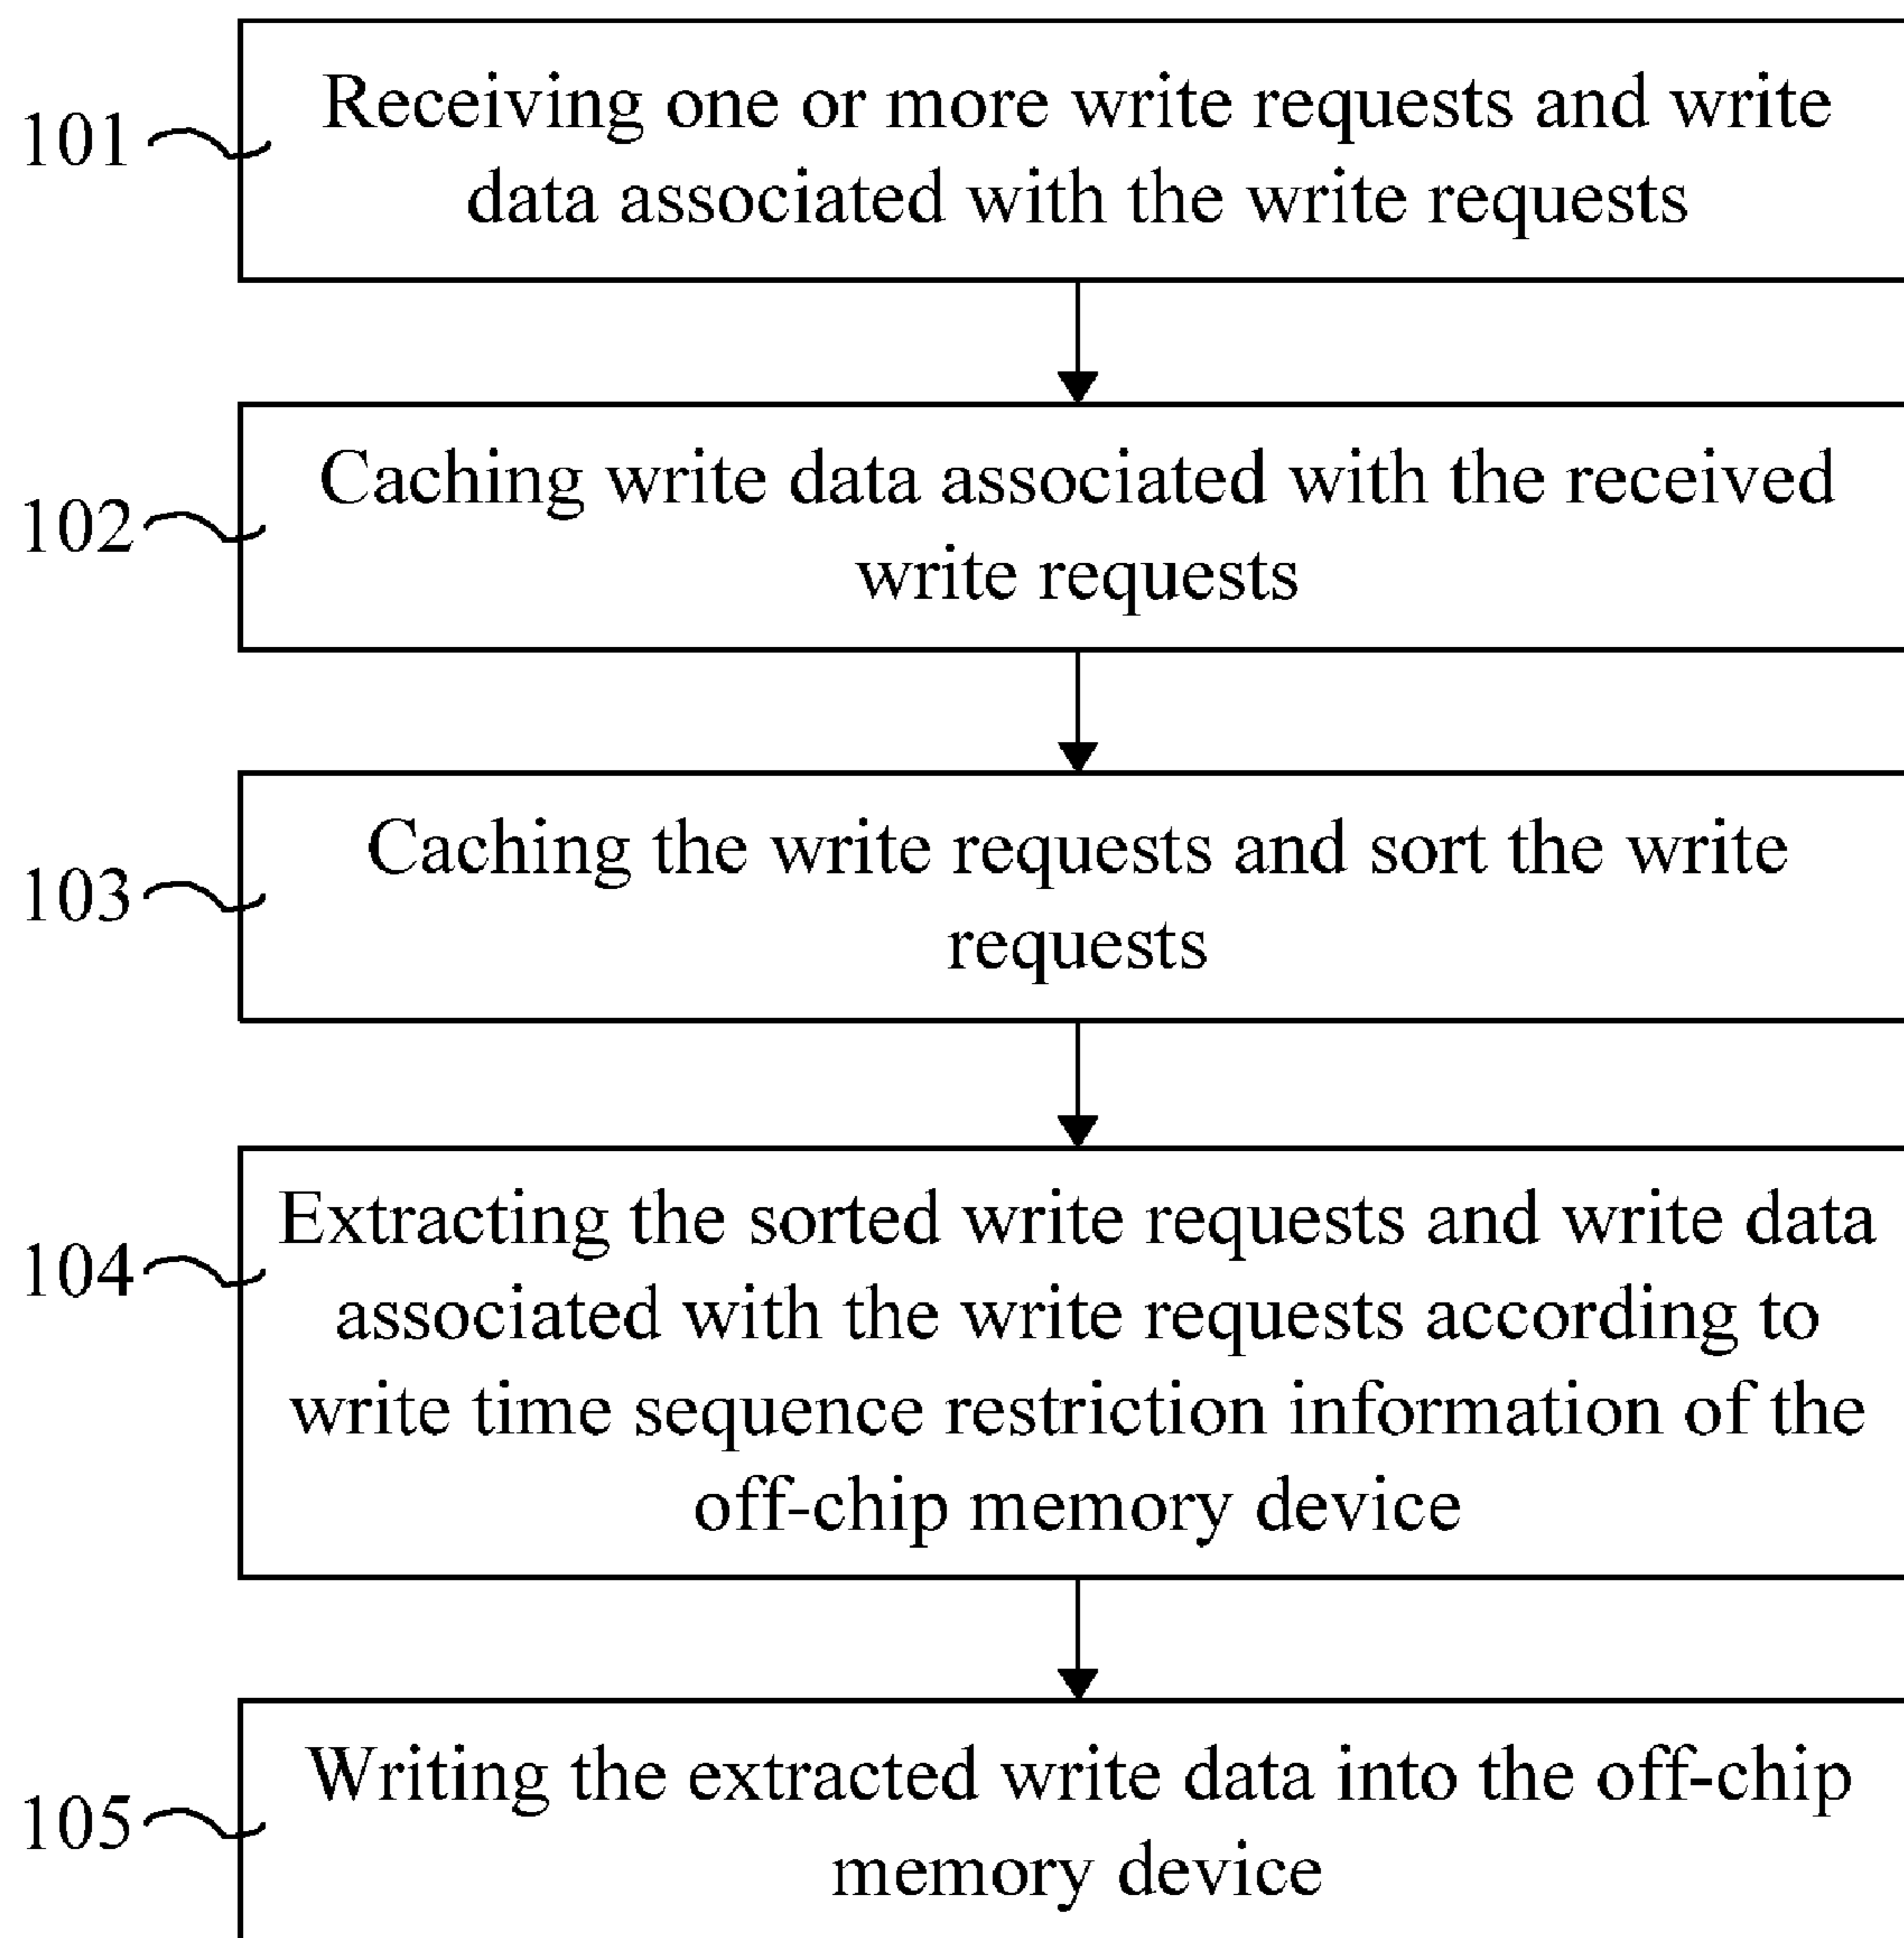 101
Receiving one or more write requests and write
data associated with the write requests
102
Caching write data associated with the received
write requests
103
Caching the write requests and sort the write
requests
104
Extracting the sorted write requests and write data
associated with the write requests according to
write time sequence restriction information of the
off-chip memory device
105
Writing the extracted write data into the off-chip
memory device